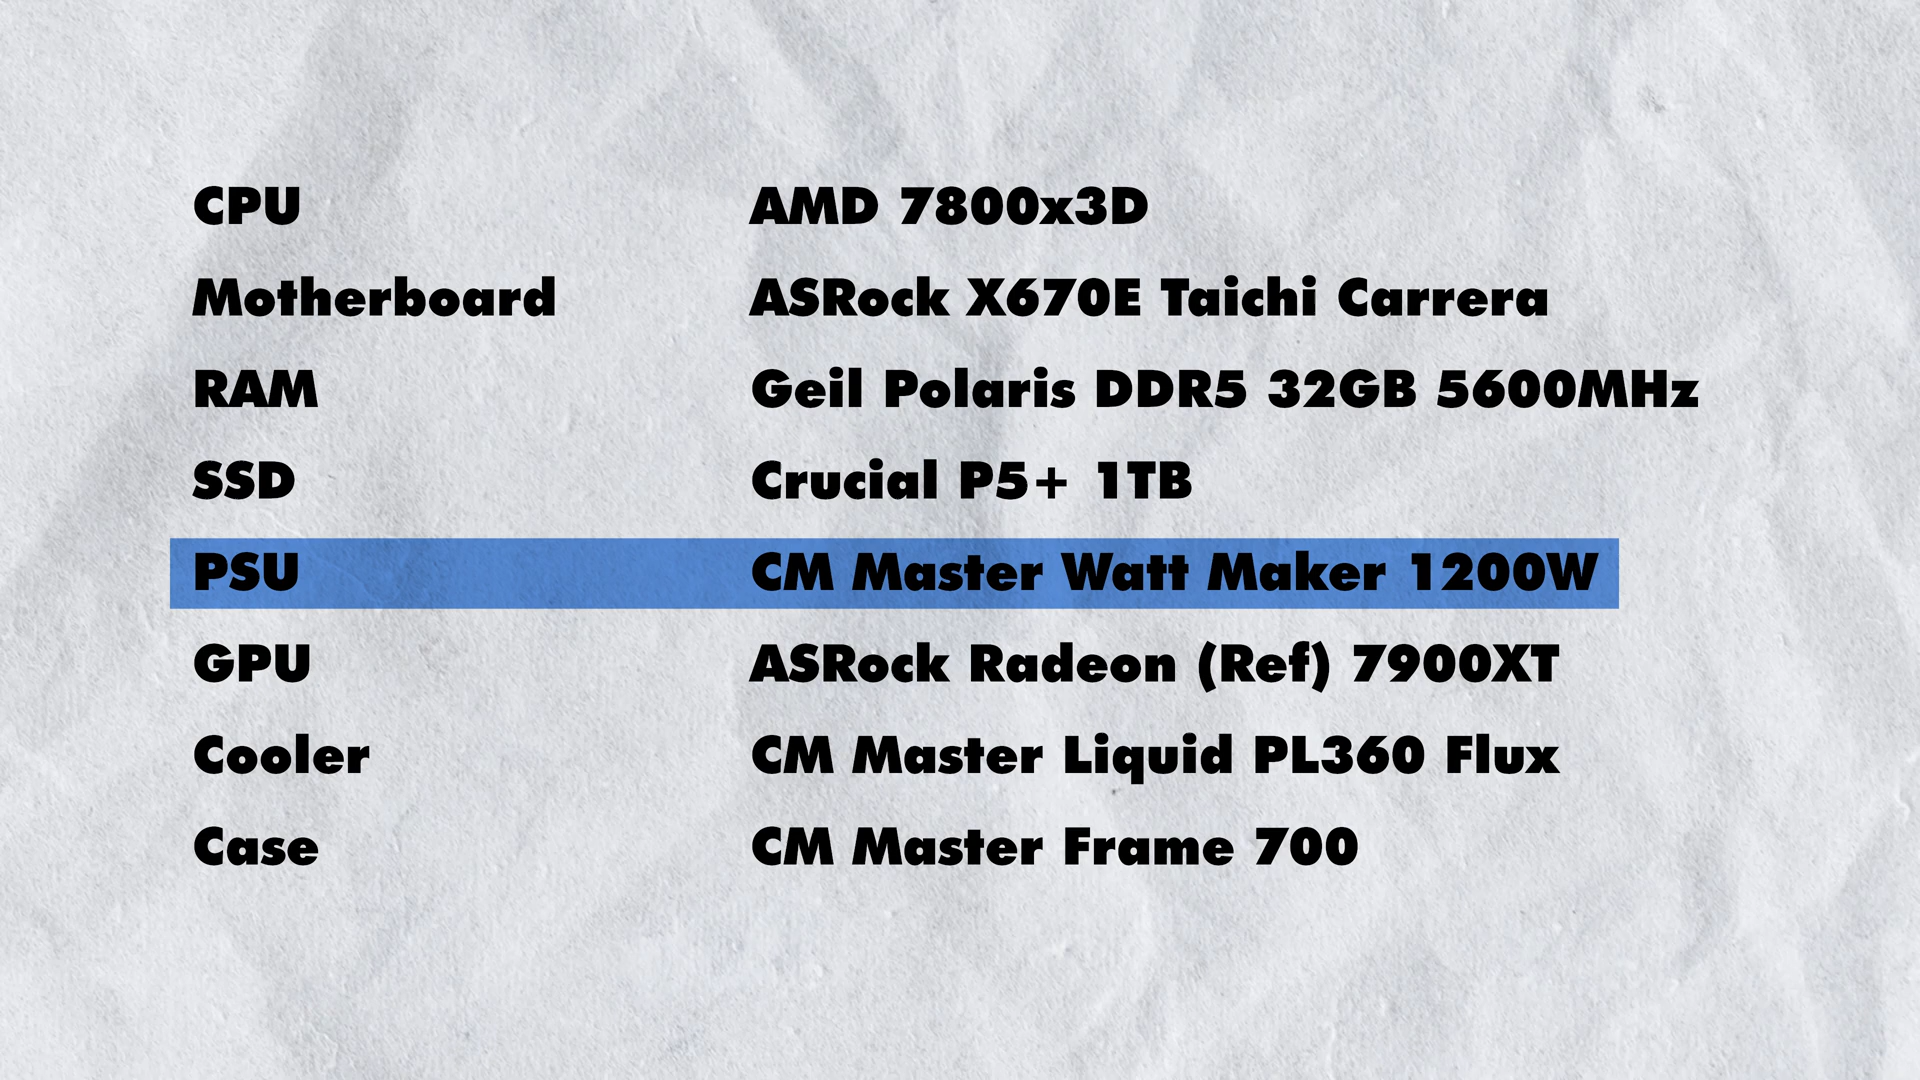 CPU AMD 7800x3D
Motherboard ASRock X670E Taichi Carrera
RAM Geil Polaris DDR5 32GB 5600MHz
SSD Crucial P5+ 1TB
PSU CM Master Watt Maker 1200W
GPU ASRock Radeon (Ref) 7900XT
Cooler CM Master Liquid PL360 Flux
Case CM Master Frame 700